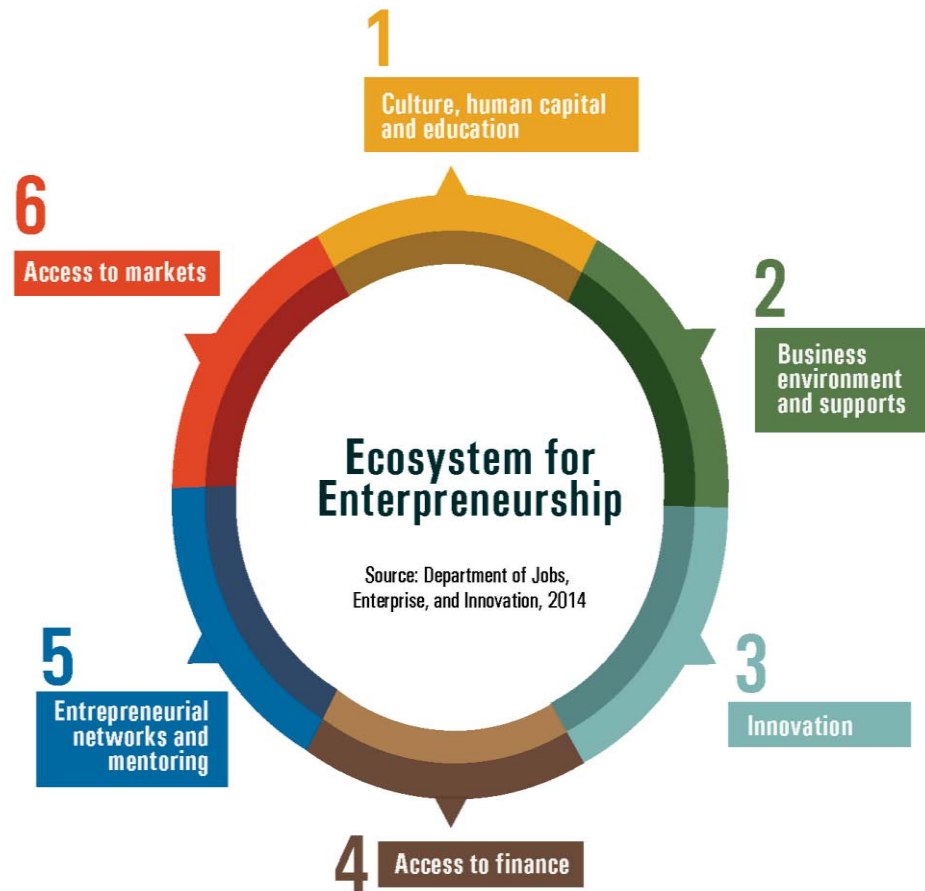 1
Culture, human capital
and education
6
Access to markets
2
Business
environment
and supports
Ecosystem for
Enterpreneurship
Source: Department of Jobs,
Enterprise, and Innovation, 2014
5
Entrepreneurial
networks and
mentoring
3
Innovation
4
Access to finance